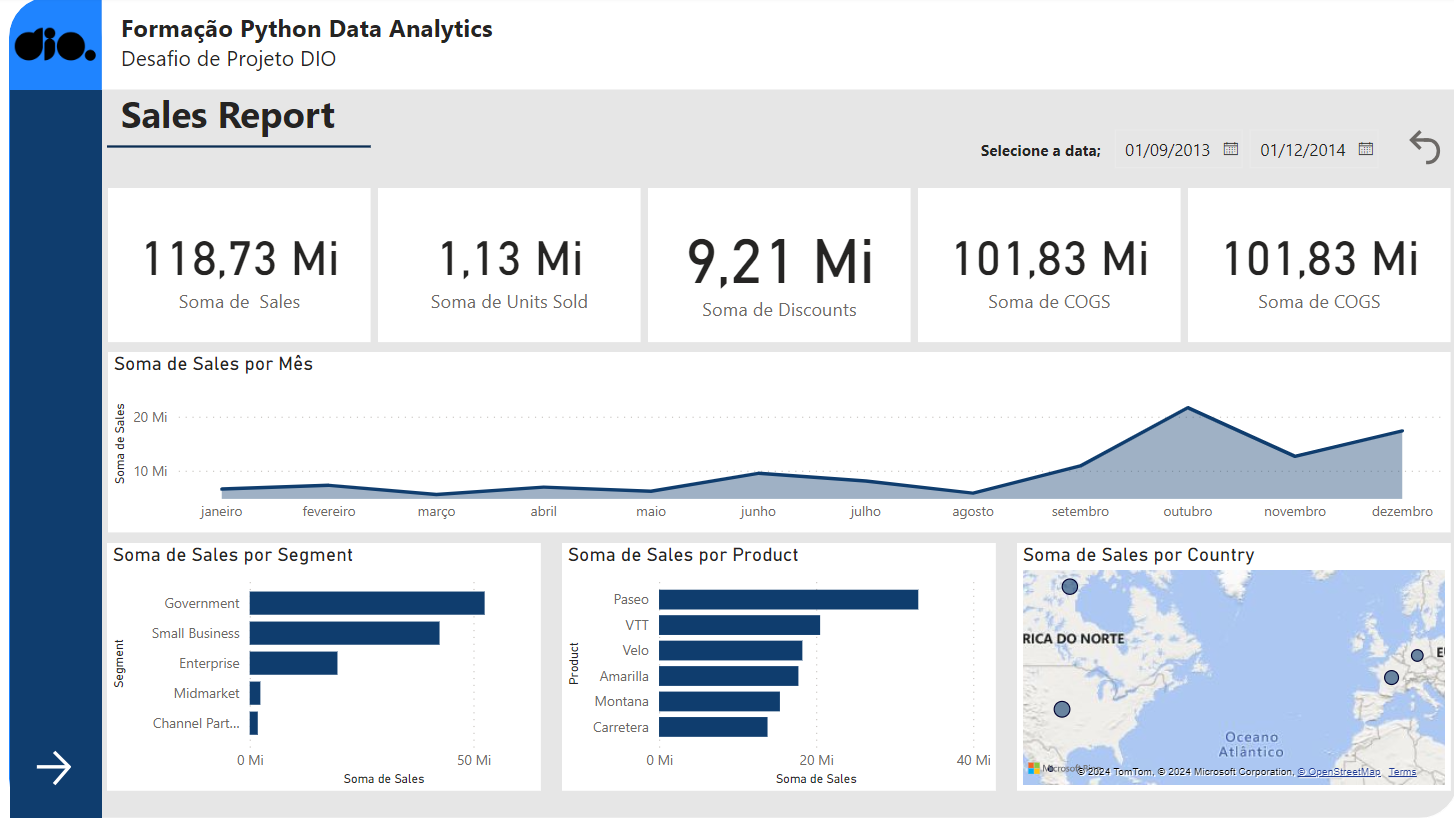 dio.
Formação Python Data Analytics
Desafio de Projeto DIO
Sales Report
Selecione a data; 01/09/2013 01/12/2014
118,73 Mi
Soma de Sales
1,13 Mi
Soma de Units Sold
9,21 Mi
Soma de Discounts
101,83 Mi
Soma de COGS
101,83 Mi
Soma de COGS
Soma de Sales por Mês
Soma de Sales
20 Mi
10 Mi
janeiro fevereiro março abril maio junho julho agosto setembro outubro novembro dezembro
Soma de Sales por Segment
Segment
Government
Small Business
Enterprise
Midmarket
Channel Part...
0 Mi 50 Mi
Soma de Sales
Soma de Sales por Product
Product
Paseo
VTT
Velo
Amarilla
Montana
Carretera
0 Mi 20 Mi 40 Mi
Soma de Sales
Soma de Sales por Country
RICA DO NORTE
Oceano
Atlântico
Microsoft Bing
© 2024 TomTom, © 2024 Microsoft Corporation, © OpenStreetMap Terms